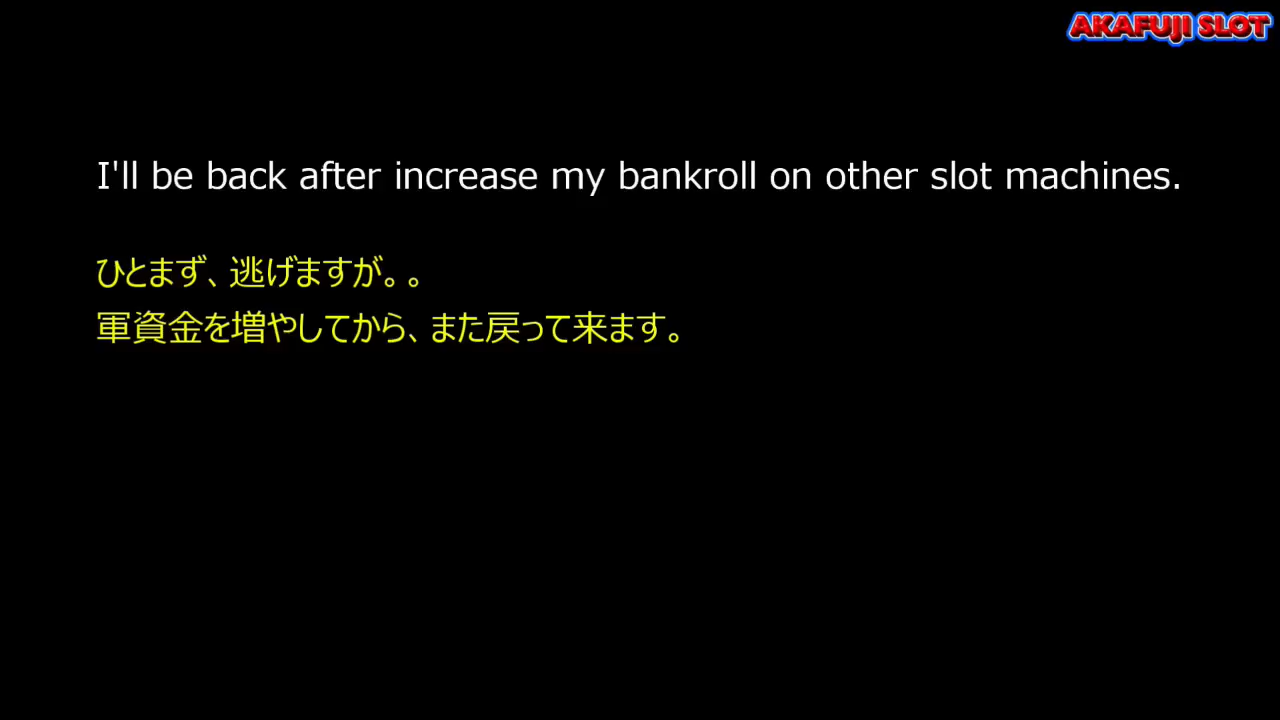 AKAFUJI SLOT
I'll be back after increase my bankroll on other slot machines.
ひとまず、逃げますが。。
軍資金を増やしてから、また戻って来ます。